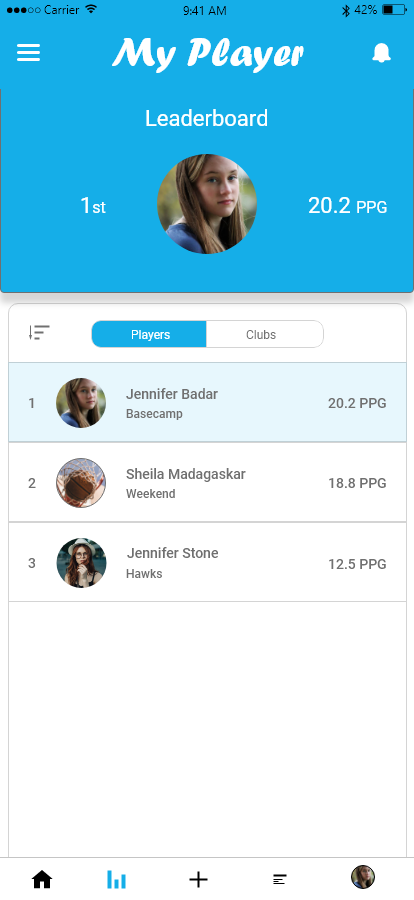 Carrier 9:41 AM 42%
My Player
Leaderboard
1st 20.2 PPG
Players Clubs
1 Jennifer Badar 20.2 PPG
Basecamp
2 Sheila Madagaskar 18.8 PPG
Weekend
3 Jennifer Stone 12.5 PPG
Hawks